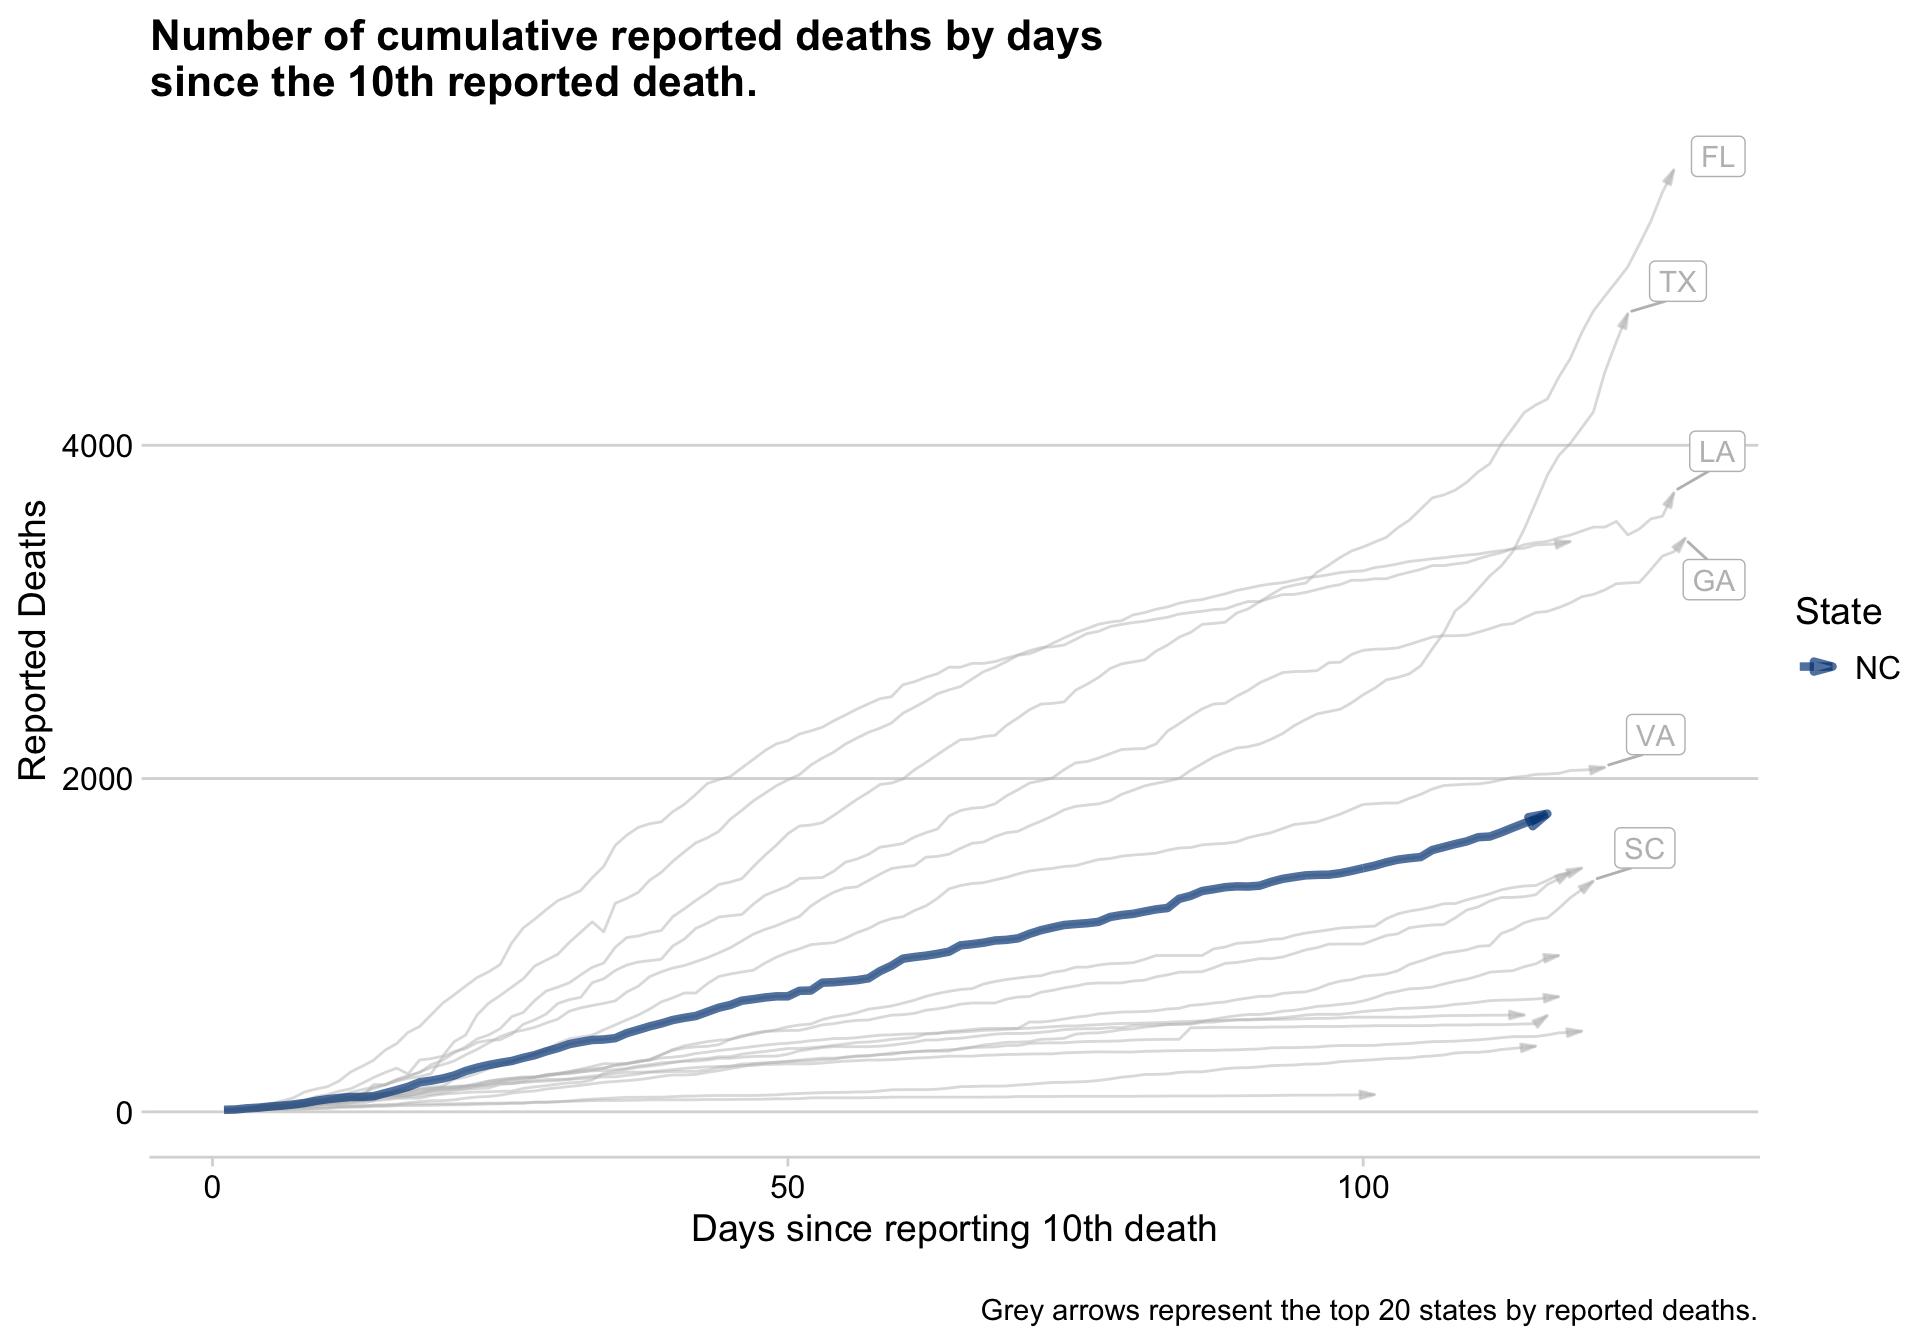 Number of cumulative reported deaths by days
since the 10th reported death.
FL
TX
4000
LA
GA
Reported Deaths
State
NC
VA
2000
SC
0
0 50 100
Days since reporting 10th death
Grey arrows represent the top 20 states by reported deaths.